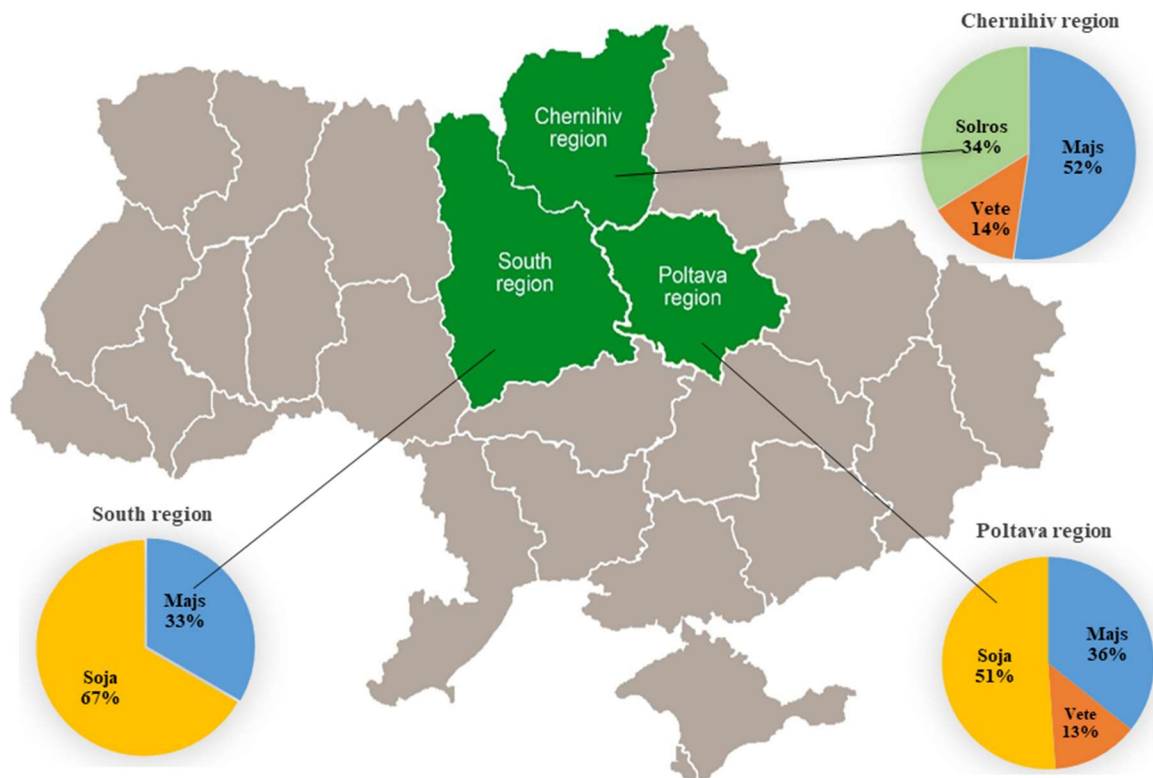 Chernihiv region
Solros
34%
Majs
52%
Vete
14%
Chernihiv
region
South
region
Poltava
region
South region
Majs
33%
Soja
67%
Poltava region
Majs
36%
Soja
51%
Vete
13%